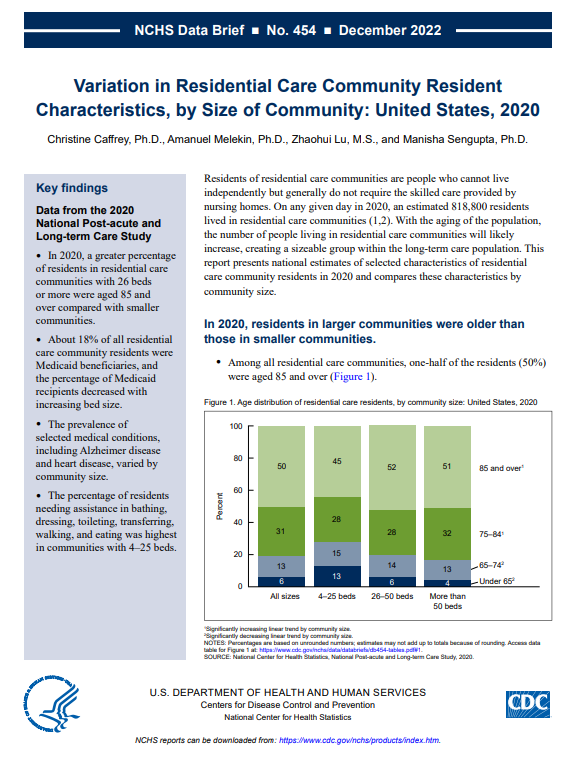 NCHS Data Brief ■ No. 454 ■ December 2022
Variation in Residential Care Community Resident
Characteristics, by Size of Community: United States, 2020
Christine Caffrey, Ph.D., Amanuel Melekin, Ph.D., Zhaohui Lu, M.S., and Manisha Sengupta, Ph.D.
Key findings
Data from the 2020
National Post-acute and
Long-term Care Study
• In 2020, a greater percentage
of residents in residential care
communities with 26 beds
or more were aged 85 and
over compared with smaller
communities.
• About 18% of all residential
care community residents were
Medicaid beneficiaries, and
the percentage of Medicaid
recipients decreased with
increasing bed size.
• The prevalence of
selected medical conditions,
including Alzheimer disease
and heart disease, varied by
community size.
• The percentage of residents
needing assistance in bathing,
dressing, toileting, transferring,
walking, and eating was highest
in communities with 4–25 beds.
Residents of residential care communities are people who cannot live
independently but generally do not require the skilled care provided by
nursing homes. On any given day in 2020, an estimated 818,800 residents
lived in residential care communities (1,2). With the aging of the population,
the number of people living in residential care communities will likely
increase, creating a sizeable group within the long-term care population. This
report presents national estimates of selected characteristics of residential
care community residents in 2020 and compares these characteristics by
community size.
In 2020, residents in larger communities were older than
those in smaller communities.
• Among all residential care communities, one-half of the residents (50%)
were aged 85 and over (Figure 1).
Figure 1. Age distribution of residential care residents, by community size: United States, 2020
Percent
100
80
60
40
20
0
50
31
13
6
45
28
15
13
52
28
14
6
51
32
13
4
85 and over¹
75–84¹
65–74²
Under 65²
All sizes
4–25 beds
26–50 beds
More than
50 beds
¹Significantly increasing linear trend by community size.
²Significantly decreasing linear trend by community size.
NOTES: Percentages are based on unrounded numbers; estimates may not add up to totals because of rounding. Access data
table for Figure 1 at: https://www.cdc.gov/nchs/data/databriefs/db454-tables.pdf#1.
SOURCE: National Center for Health Statistics, National Post-acute and Long-term Care Study, 2020.
U.S. DEPARTMENT OF HEALTH AND HUMAN SERVICES
Centers for Disease Control and Prevention
National Center for Health Statistics
CDC
NCHS reports can be downloaded from: https://www.cdc.gov/nchs/products/index.htm.